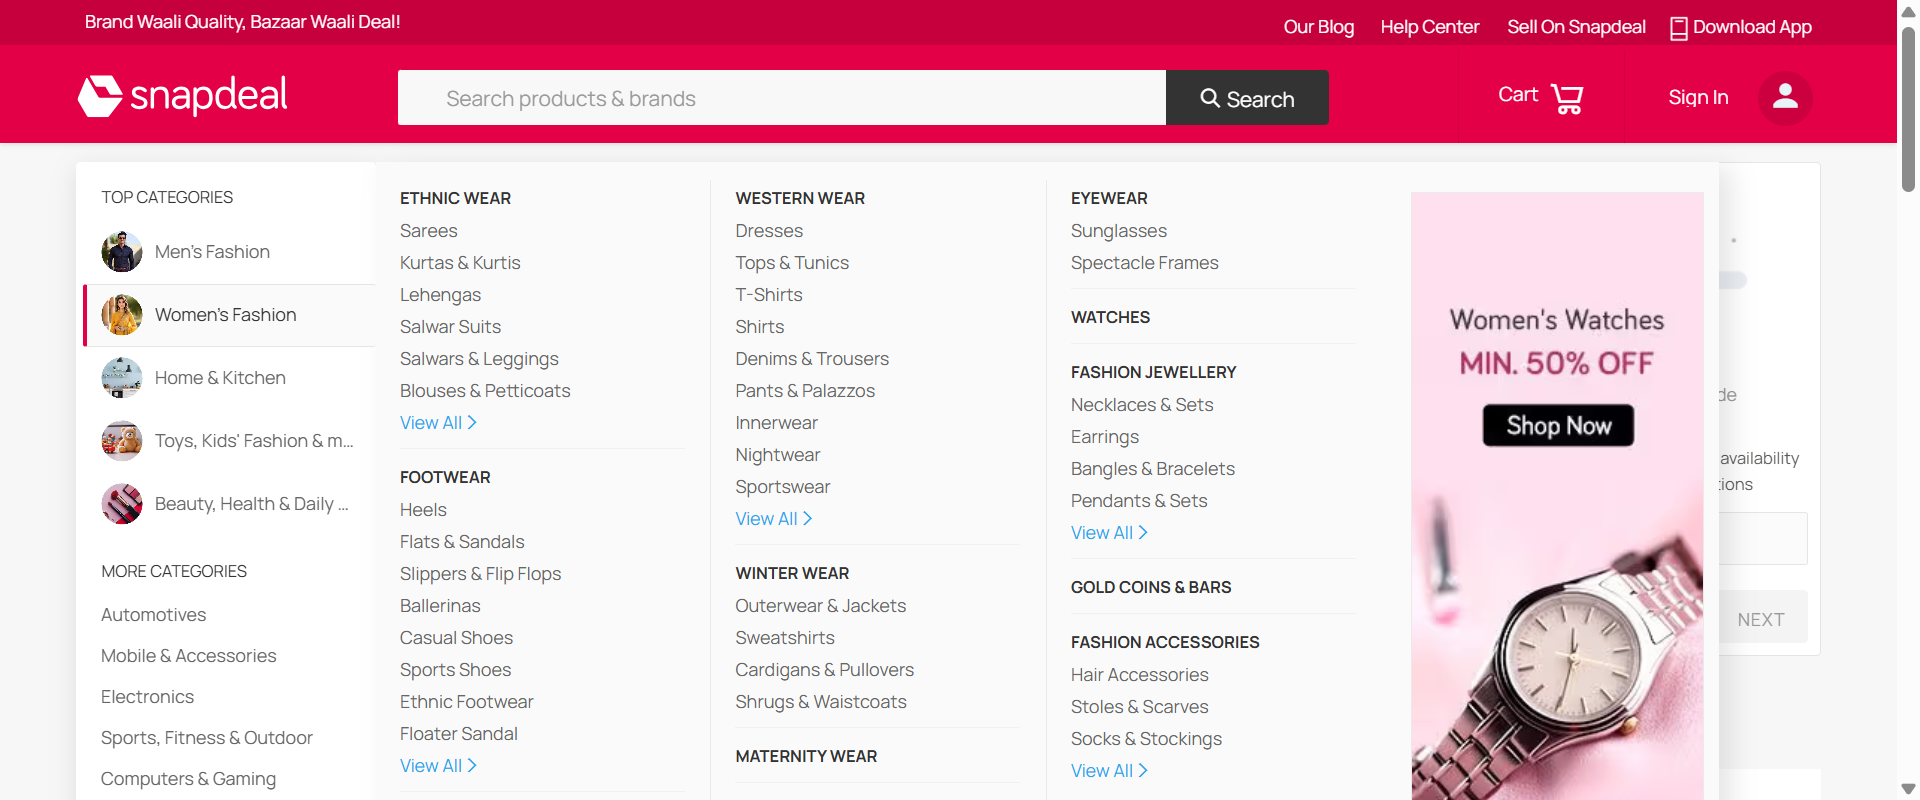 Brand Waali Quality, Bazaar Waali Deal!
Our Blog
Help Center
Sell On Snapdeal
Download App
snapdeal
Search products & brands
Search
Cart
Sign In
TOP CATEGORIES
Men's Fashion
Women's Fashion
Home & Kitchen
Toys, Kids' Fashion & m...
Beauty, Health & Daily ...
MORE CATEGORIES
Automotives
Mobile & Accessories
Electronics
Sports, Fitness & Outdoor
Computers & Gaming
ETHNIC WEAR
Sarees
Kurtas & Kurtis
Lehengas
Salwar Suits
Salwars & Leggings
Blouses & Petticoats
View All
FOOTWEAR
Heels
Flats & Sandals
Slippers & Flip Flops
Ballerinas
Casual Shoes
Sports Shoes
Ethnic Footwear
Floater Sandal
View All
WESTERN WEAR
Dresses
Tops & Tunics
T-Shirts
Shirts
Denims & Trousers
Pants & Palazzos
Innerwear
Nightwear
Sportswear
View All
WINTER WEAR
Outerwear & Jackets
Sweatshirts
Cardigans & Pullovers
Shrugs & Waistcoats
MATERNITY WEAR
EYEWEAR
Sunglasses
Spectacle Frames
WATCHES
FASHION JEWELLERY
Necklaces & Sets
Earrings
Bangles & Bracelets
Pendants & Sets
View All
GOLD COINS & BARS
FASHION ACCESSORIES
Hair Accessories
Stoles & Scarves
Socks & Stockings
View All
Women's Watches
MIN. 50% OFF
Shop Now
availability
NEXT